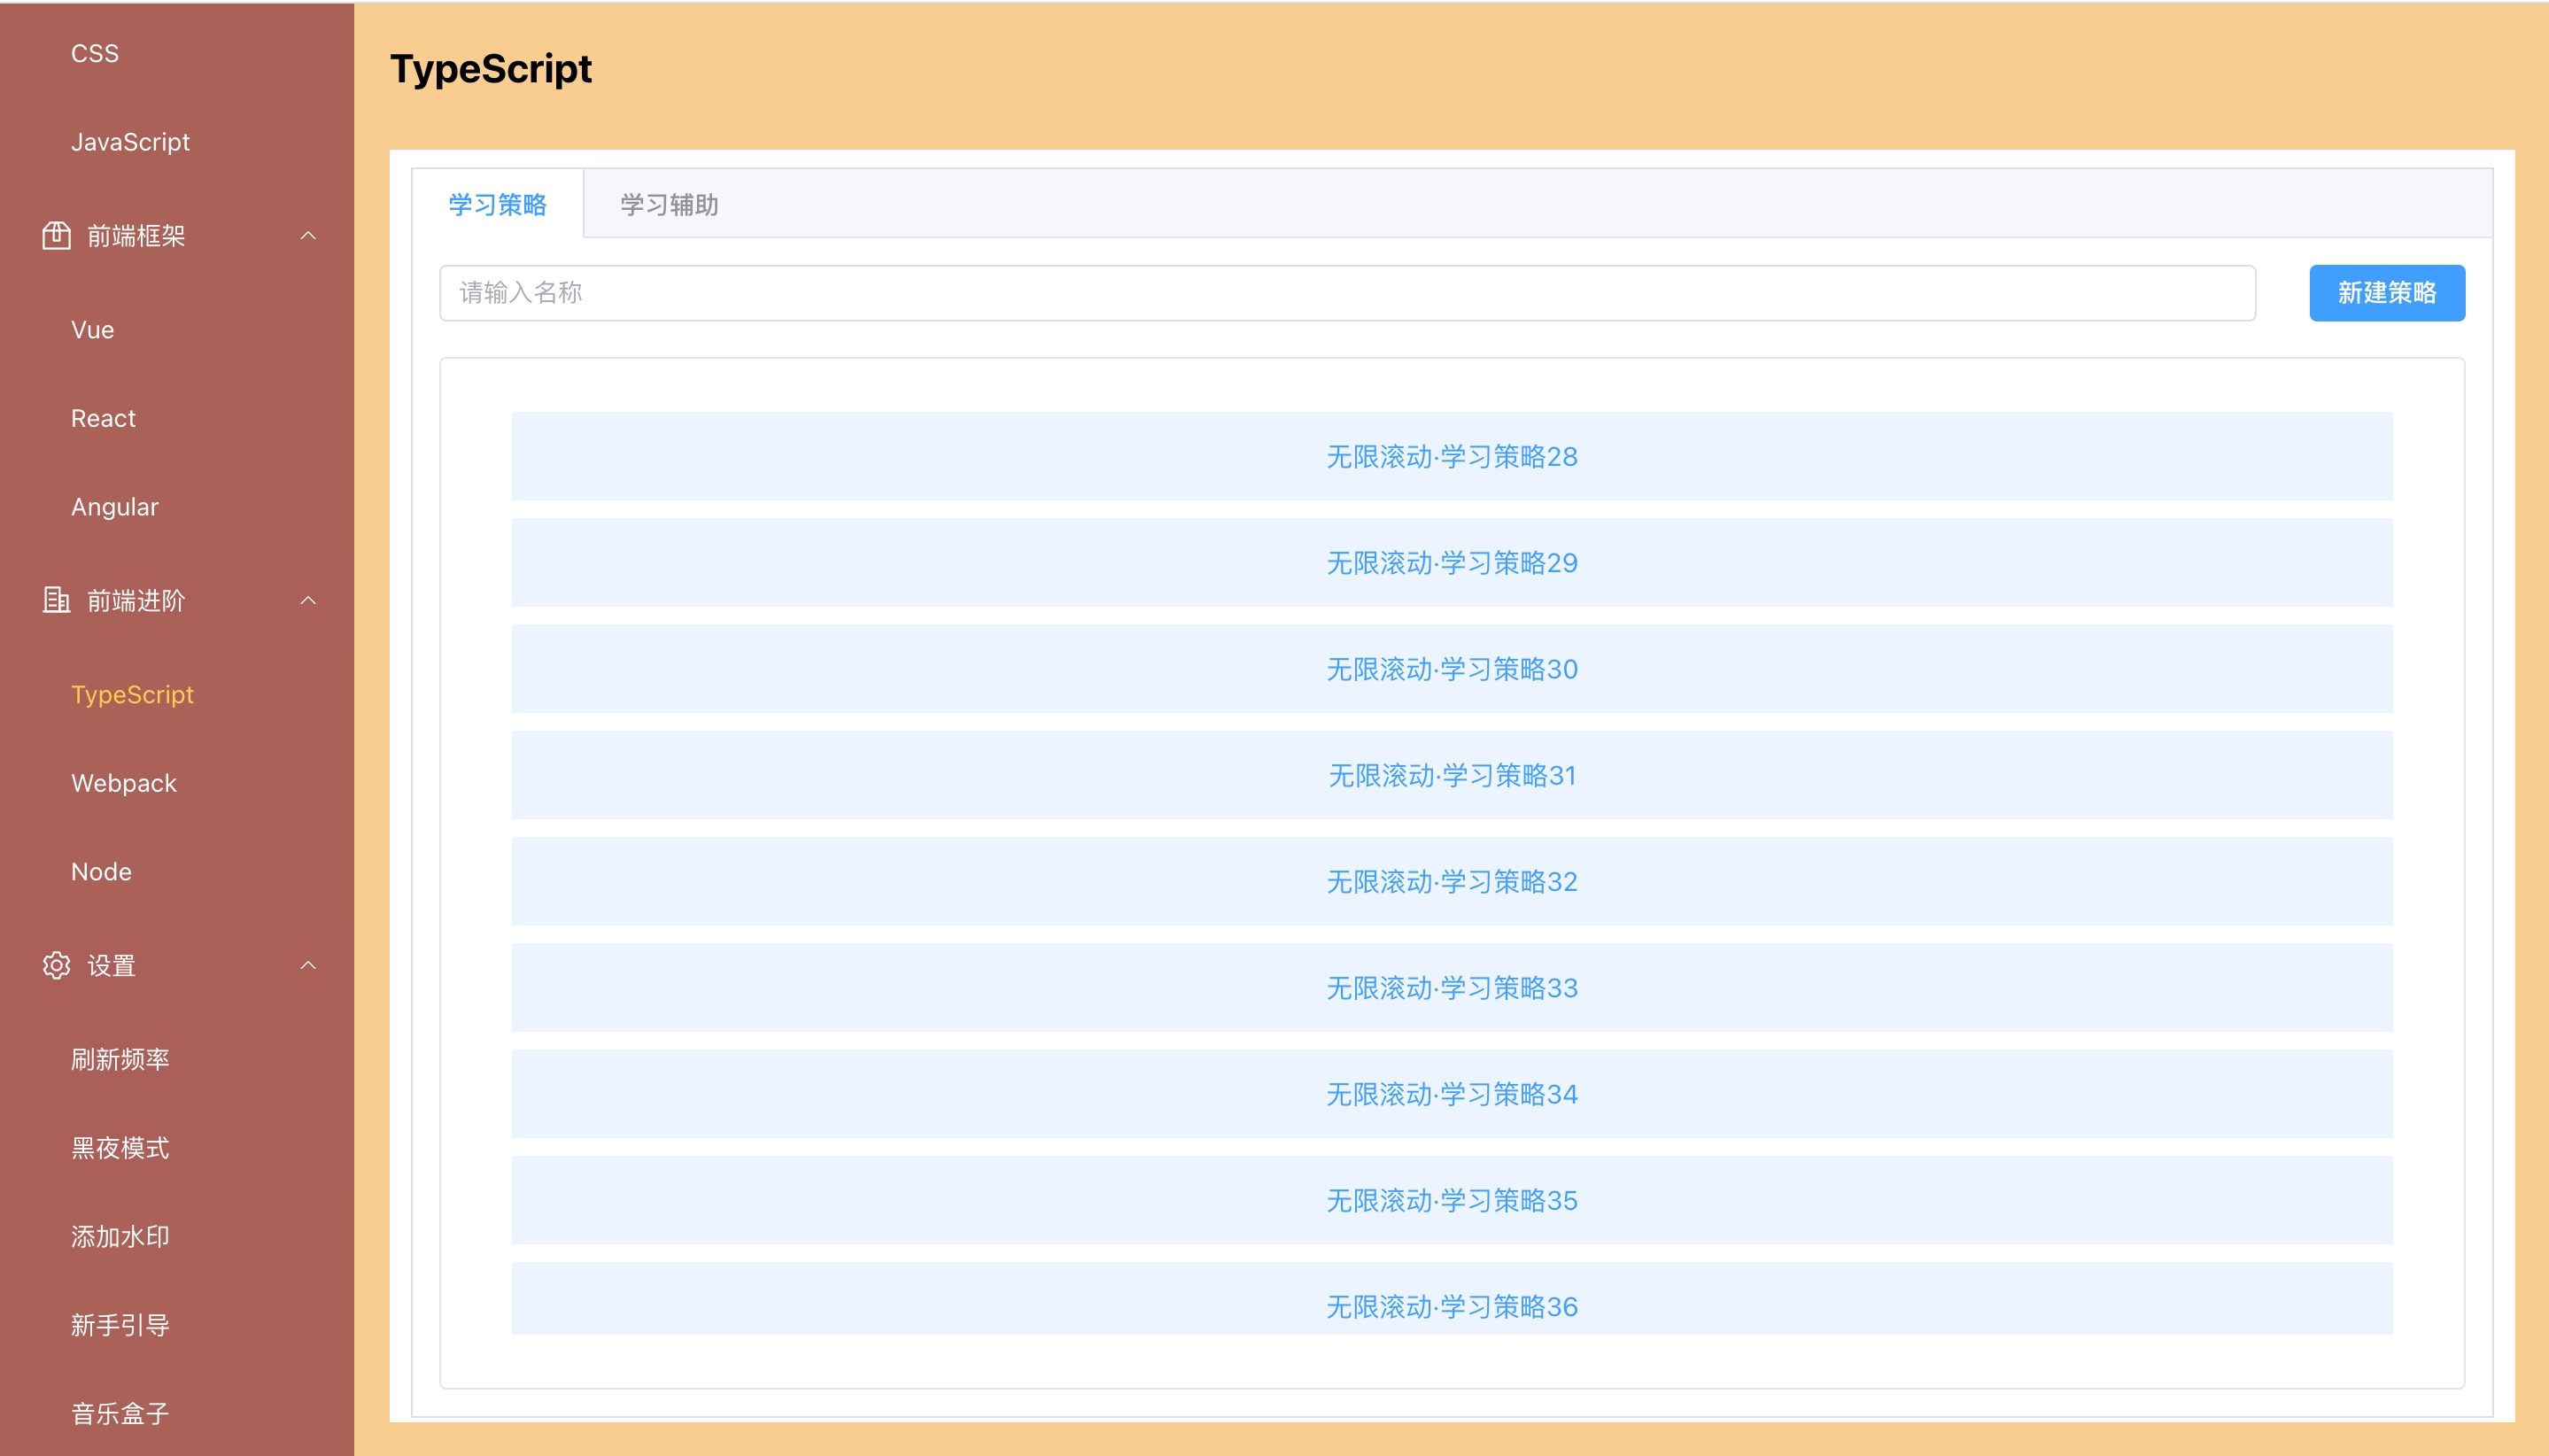 CSS
JavaScript
前端框架
Vue
React
Angular
前端进阶
TypeScript
Webpack
Node
设置
刷新频率
黑夜模式
添加水印
新手引导
音乐盒子
TypeScript
学习策略
学习辅助
请输入名称
新建策略
无限滚动·学习策略28
无限滚动·学习策略29
无限滚动·学习策略30
无限滚动·学习策略31
无限滚动·学习策略32
无限滚动·学习策略33
无限滚动·学习策略34
无限滚动·学习策略35
无限滚动·学习策略36